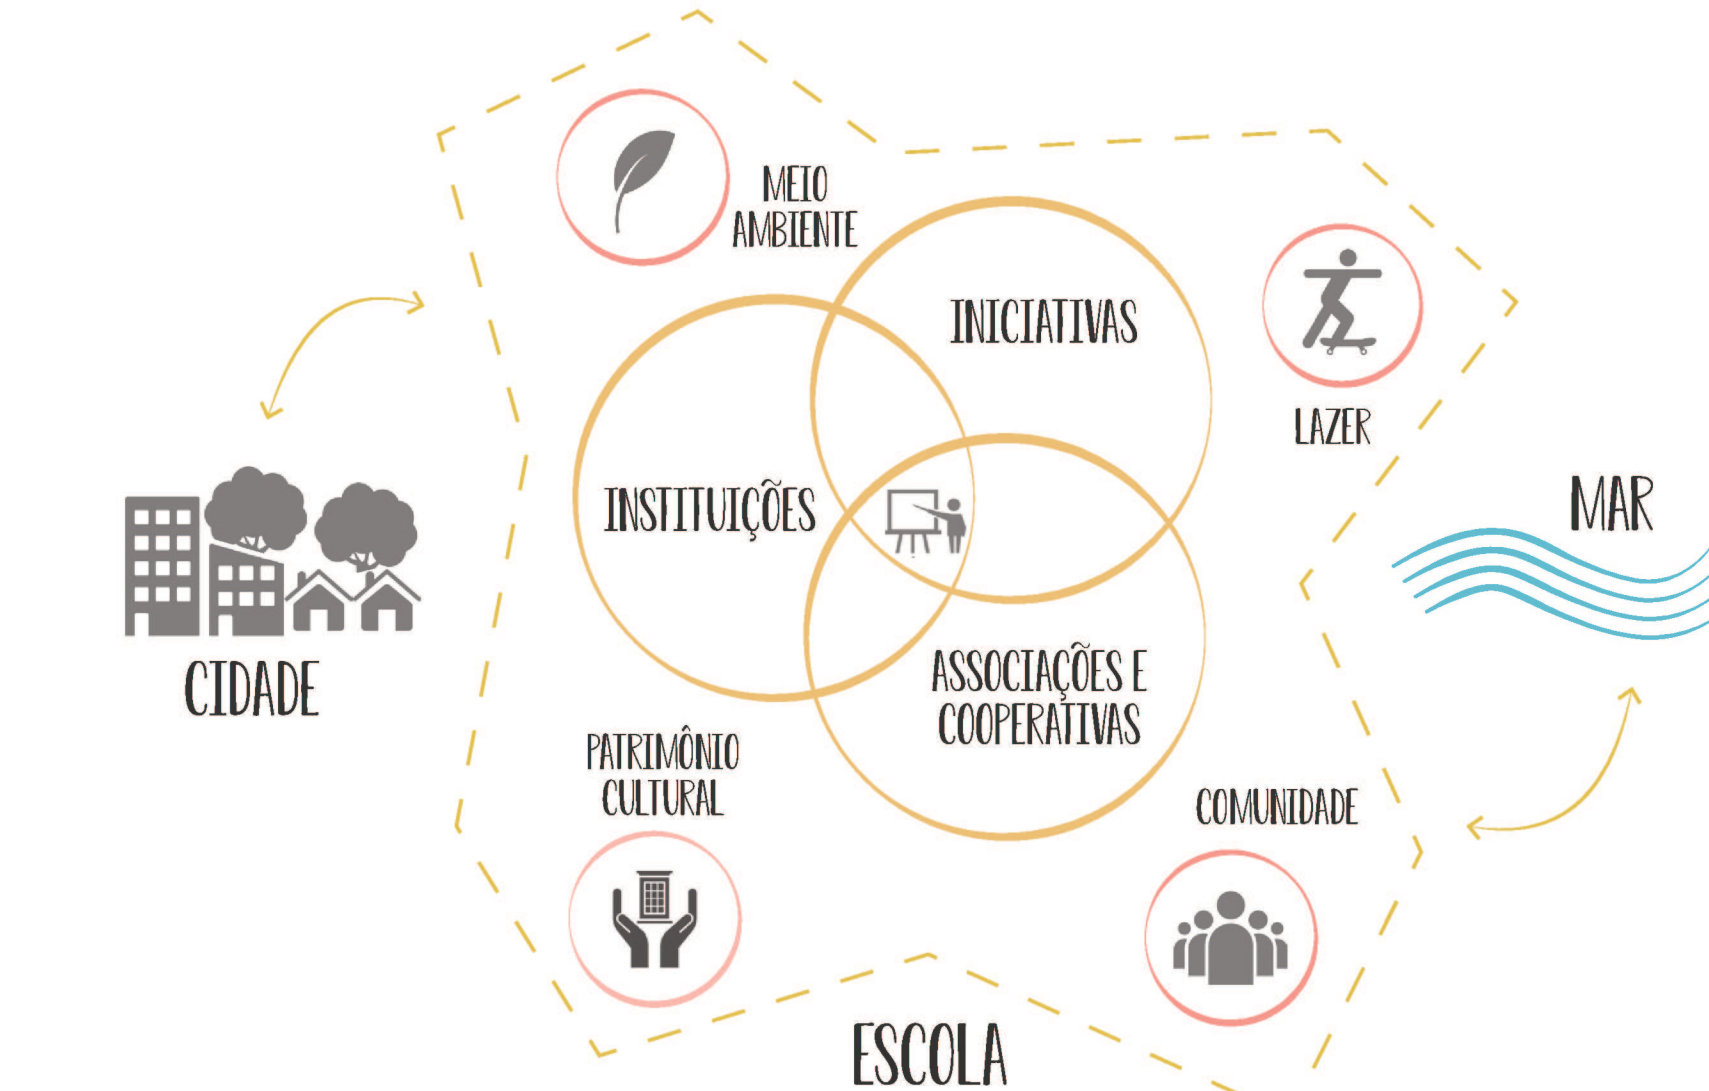 MEIO
AMBIENTE
INICIATIVAS
LAZER
INSTITUIÇÕES
MAR
CIDADE
ASSOCIAÇÕES E
COOPERATIVAS
PATRIMÔNIO
CULTURAL
COMUNIDADE
ESCOLA